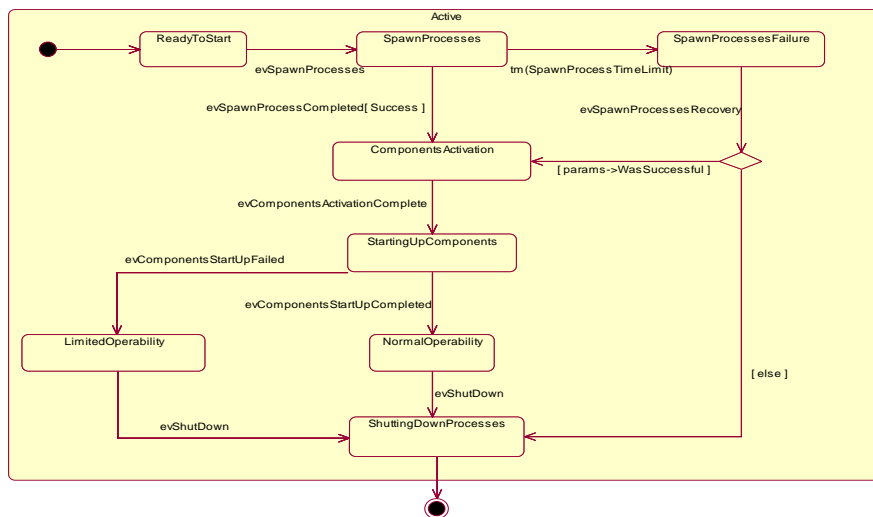 Active
ReadyToStart
SpawnProcesses
SpawnProcessesFailure
evSpawnProcesses
tm(SpawnProcessTimeLimit)
evSpawnProcessCompleted[ Success ]
evSpawnProcessesRecovery
ComponentsActivation
[ params->WasSuccessful ]
evComponentsActivationComplete
StartingUpComponents
evComponentsStartUpFailed
evComponentsStartUpCompleted
LimitedOperability
NormalOperability
[ else ]
evShutDown
ShuttingDownProcesses
evShutDown